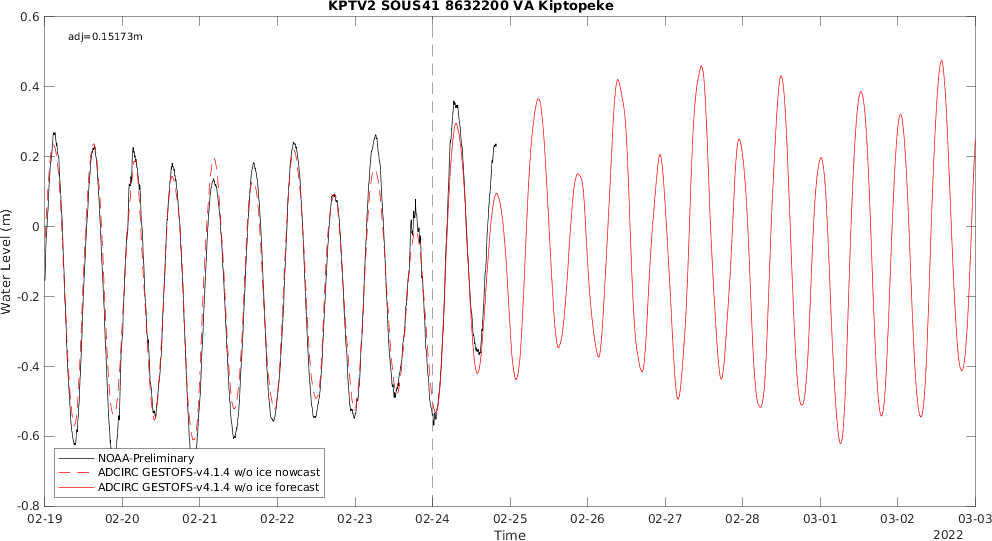 KPTV2 SOUS41 8632200 VA Kiptopeke
adj=0.15173m
Water Level (m)
0.6
0.4
0.2
0
-0.2
-0.4
-0.6
-0.8
NOAA-Preliminary
ADCIRC GESTOFS-v4.1.4 w/o ice nowcast
ADCIRC GESTOFS-v4.1.4 w/o ice forecast
02-19 02-20 02-21 02-22 02-23 02-24 02-25 02-26 02-27 02-28 03-01 03-02 03-03
Time
2022